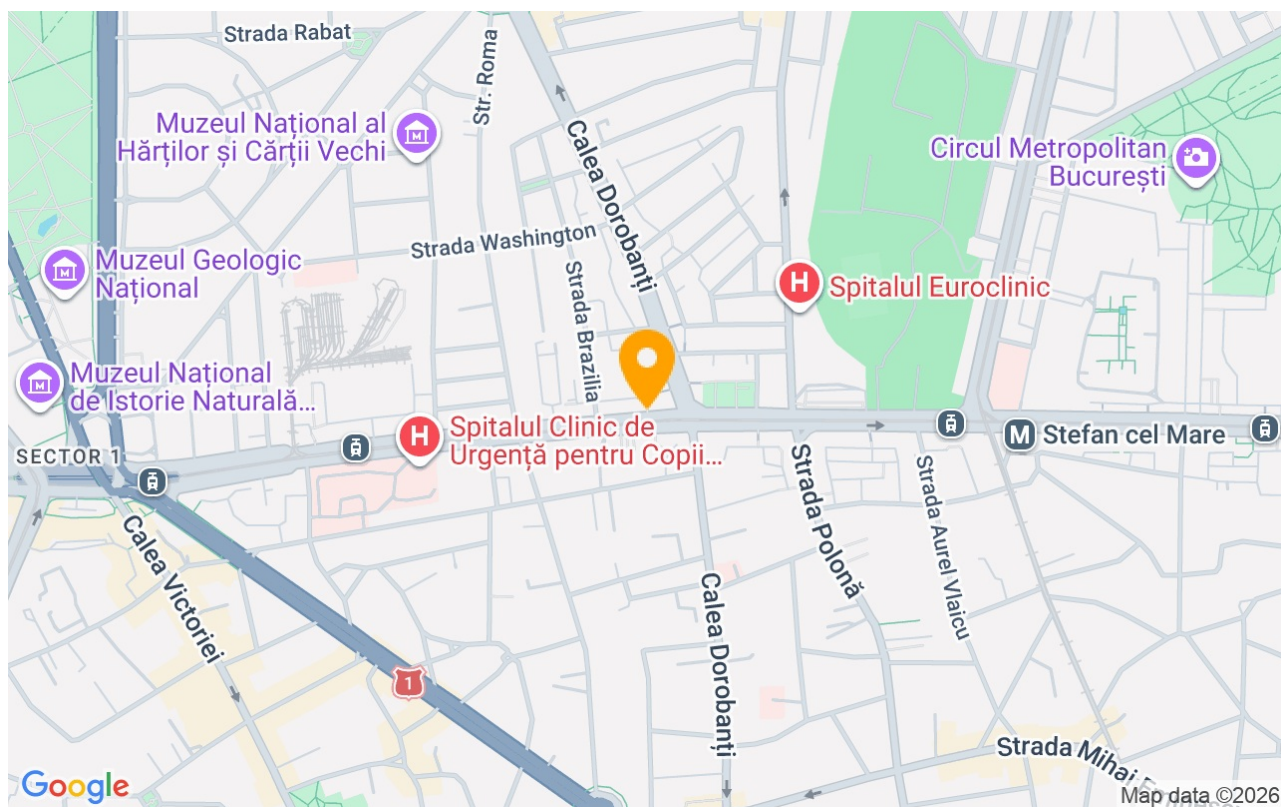 Strada Rabat
Str. Roma
Muzeul Național al
Hărților și Cărții Vechi
Calea Dorobanți
Circul Metropolitan
București
Strada Washington
Muzeul Geologic
Național
Strada Brazilia
H
Spitalul Euroclinic
Muzeul Național
de Istorie Naturală...
H
Spitalul Clinic de
Urgență pentru Copii...
M
Stefan cel Mare
SECTOR 1
Strada Polonă
Strada Aurel Vlaicu
Calea Victoriei
Calea Dorobanți
1
Strada Mihai
Google
Map data ©2026